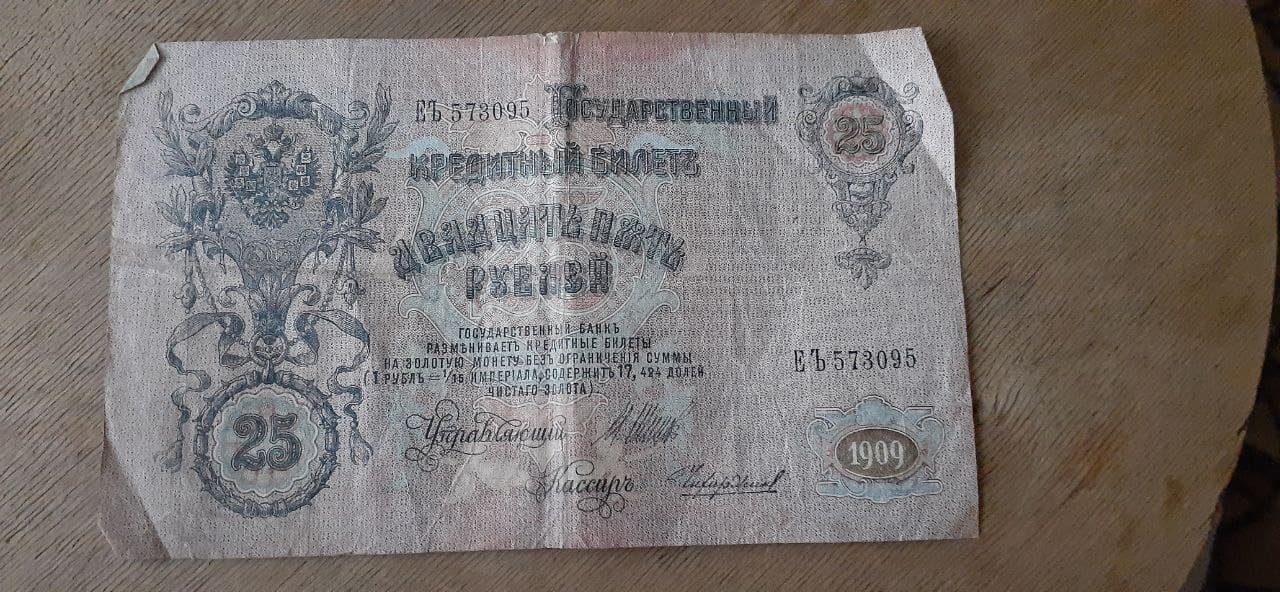 ЕЪ 573095 Государственный
25
кредитный билетъ
двадцать пять
рублей
государственный банкъ
размѣниваетъ кредитные билеты
на золотую монету безъ ограниченія суммы
(1 рубль = 1/15 имперіала, содержитъ 17,424 долей
чистаго золота).
ЕЪ 573095
25
Управляющій
Кассиръ
1909